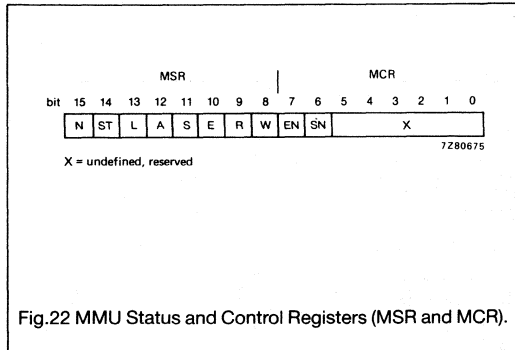 MSR MCR
bit 15 14 13 12 11 10 9 8 7 6 5 4 3 2 1 0
N ST L A S E R W EN SN X
7Z80675
X = undefined, reserved
Fig.22 MMU Status and Control Registers (MSR and MCR).